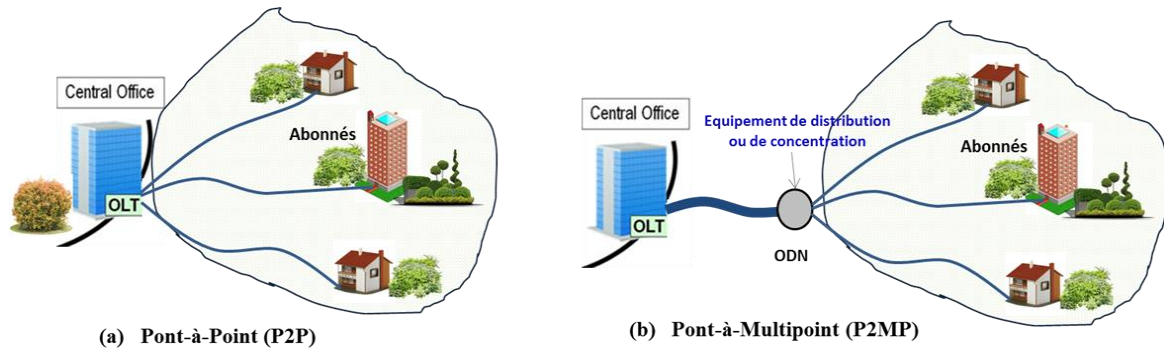 Central Office
Abonnés
OLT
(a) Pont-à-Point (P2P)
Central Office
Equipement de distribution
ou de concentration
Abonnés
OLT
ODN
(b) Pont-à-Multipoint (P2MP)